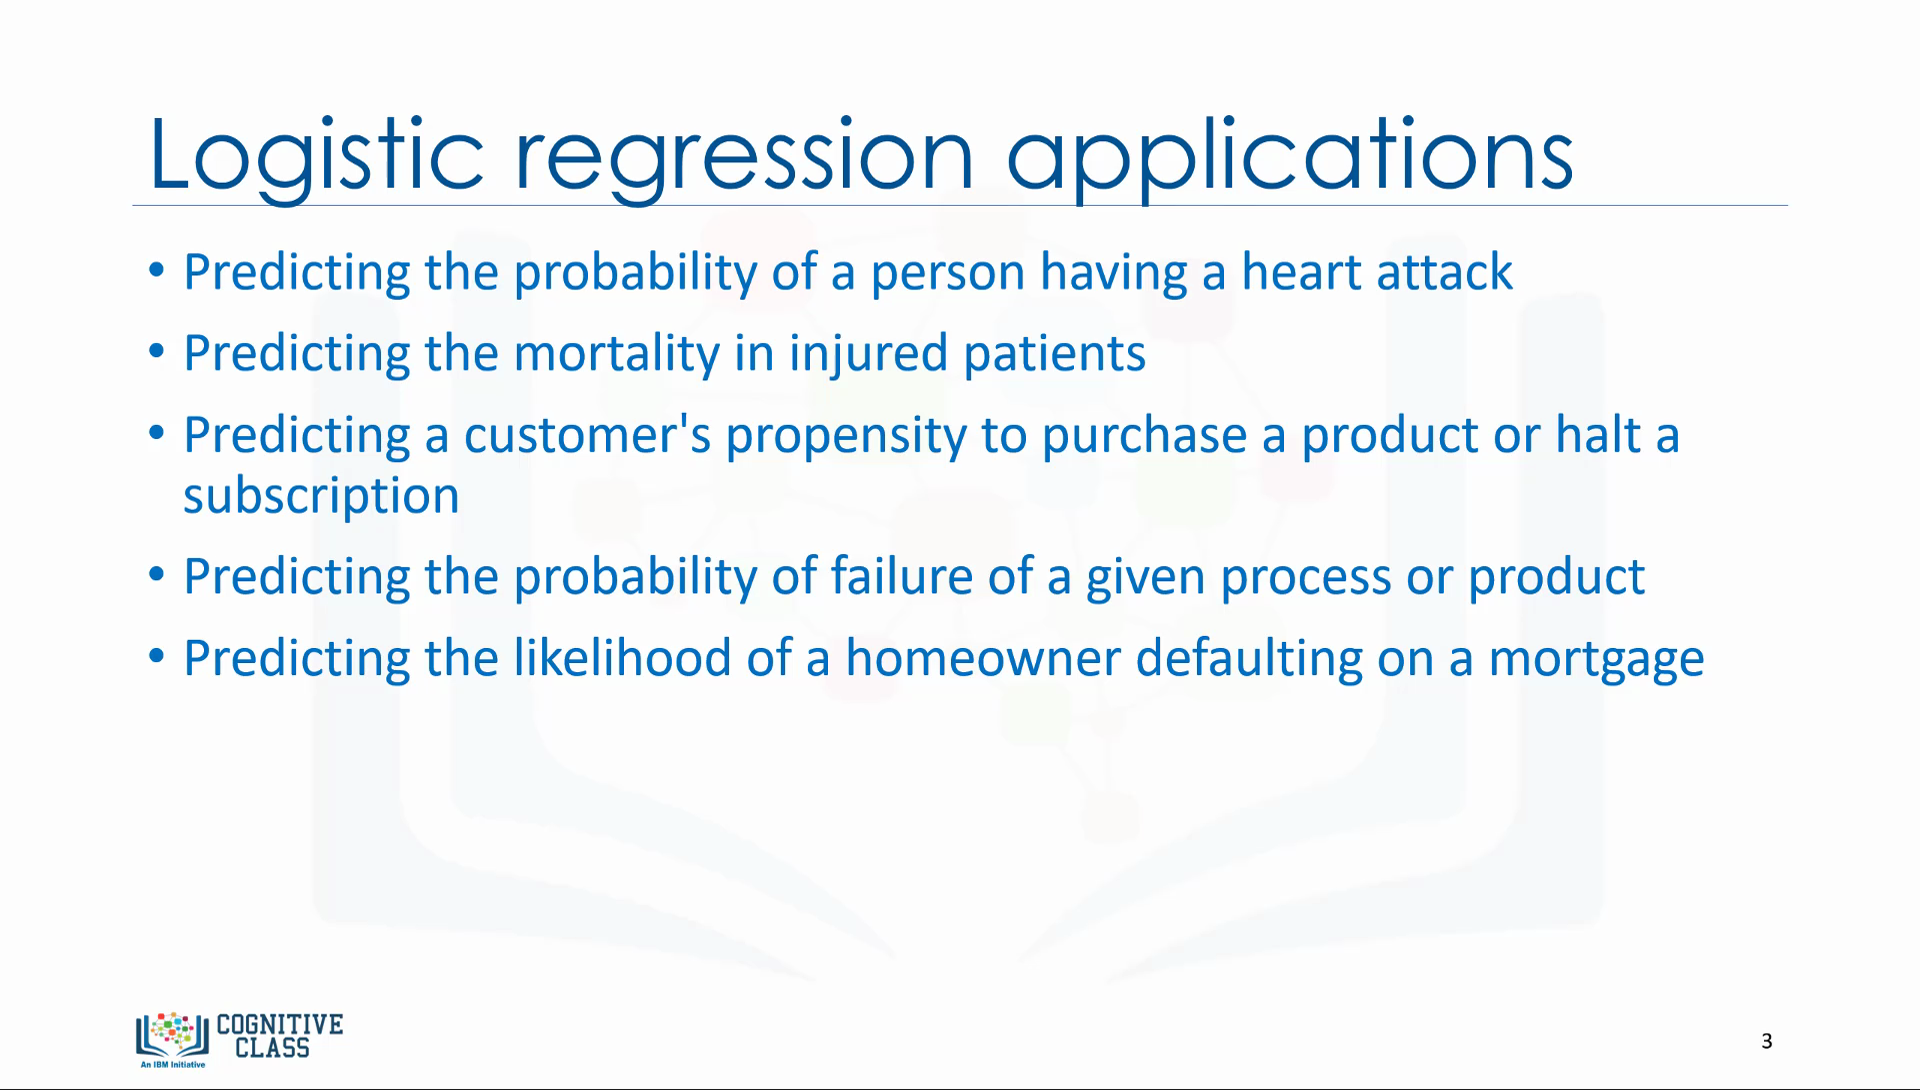 Logistic regression applications
• Predicting the probability of a person having a heart attack
• Predicting the mortality in injured patients
• Predicting a customer's propensity to purchase a product or halt a
subscription
• Predicting the probability of failure of a given process or product
• Predicting the likelihood of a homeowner defaulting on a mortgage
COGNITIVE
CLASS
An IBM Initiative
3